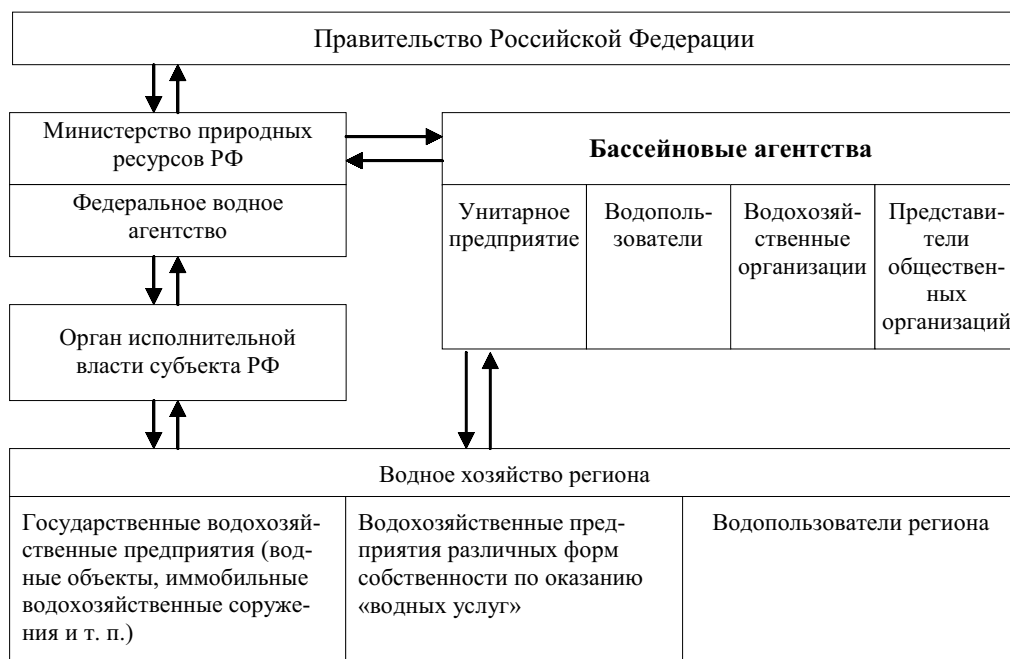 Правительство Российской Федерации
Министерство природных
ресурсов РФ
Федеральное водное
агентство
Орган исполнительной
власти субъекта РФ
Бассейновые агентства
Унитарное
предприятие
Водополь-
зователи
Водохозяй-
ственные
организации
Представи-
тели
обществен-
ных
организаций
Водное хозяйство региона
Государственные водохозяй-
ственные предприятия (вод-
ные объекты, иммобильные
водохозяйственные соруже-
ния и т. п.)
Водохозяйственные пред-
приятия различных форм
собственности по оказанию
«водных услуг»
Водопользователи региона